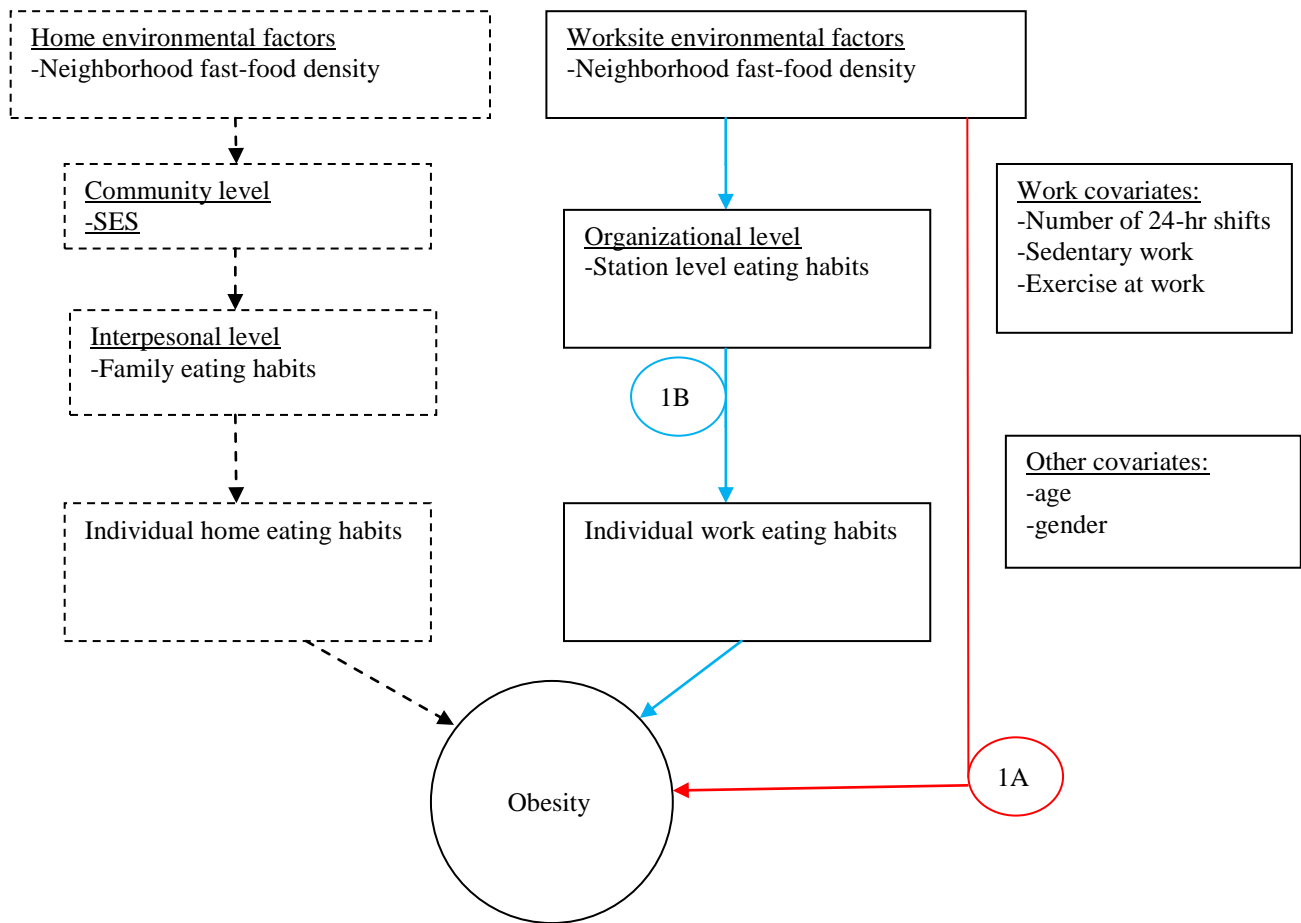 Home environmental factors
-Neighborhood fast-food density
Community level
-SES
Interpesonal level
-Family eating habits
Individual home eating habits
Worksite environmental factors
-Neighborhood fast-food density
Organizational level
-Station level eating habits
1B
Individual work eating habits
Obesity
1A
Work covariates:
-Number of 24-hr shifts
-Sedentary work
-Exercise at work
Other covariates:
-age
-gender